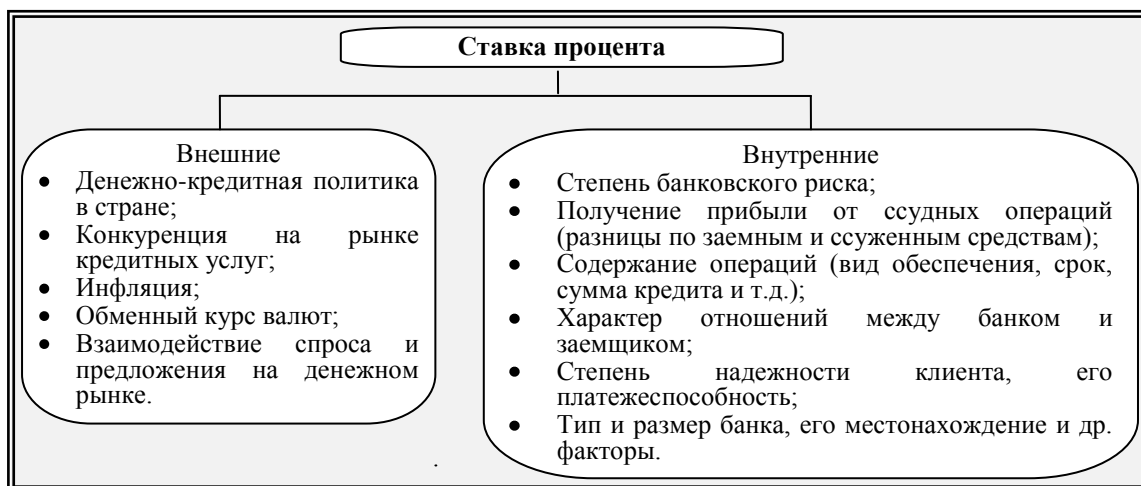 Ставка процента
Внешние
• Денежно-кредитная политика
в стране;
• Конкуренция на рынке
кредитных услуг;
• Инфляция;
• Обменный курс валют;
• Взаимодействие спроса и
предложения на денежном
рынке.
Внутренние
• Степень банковского риска;
• Получение прибыли от ссудных операций
(разницы по заемным и ссуженным средствам);
• Содержание операций (вид обеспечения, срок,
сумма кредита и т.д.);
• Характер отношений между банком и
заемщиком;
• Степень надежности клиента, его
платежеспособность;
• Тип и размер банка, его местонахождение и др.
факторы.
.